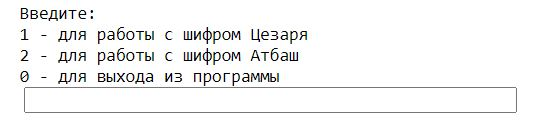 Введите:
1 - для работы с шифром Цезаря
2 - для работы с шифром Атбаш
0 - для выхода из программы